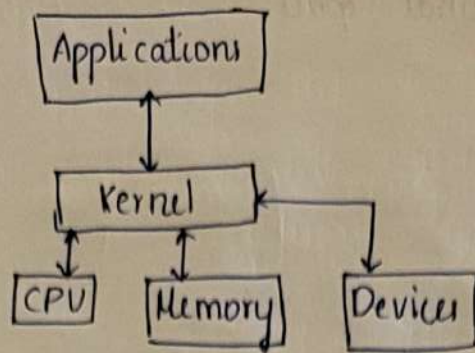 Applications
Kernel
CPU
Memory
Devices